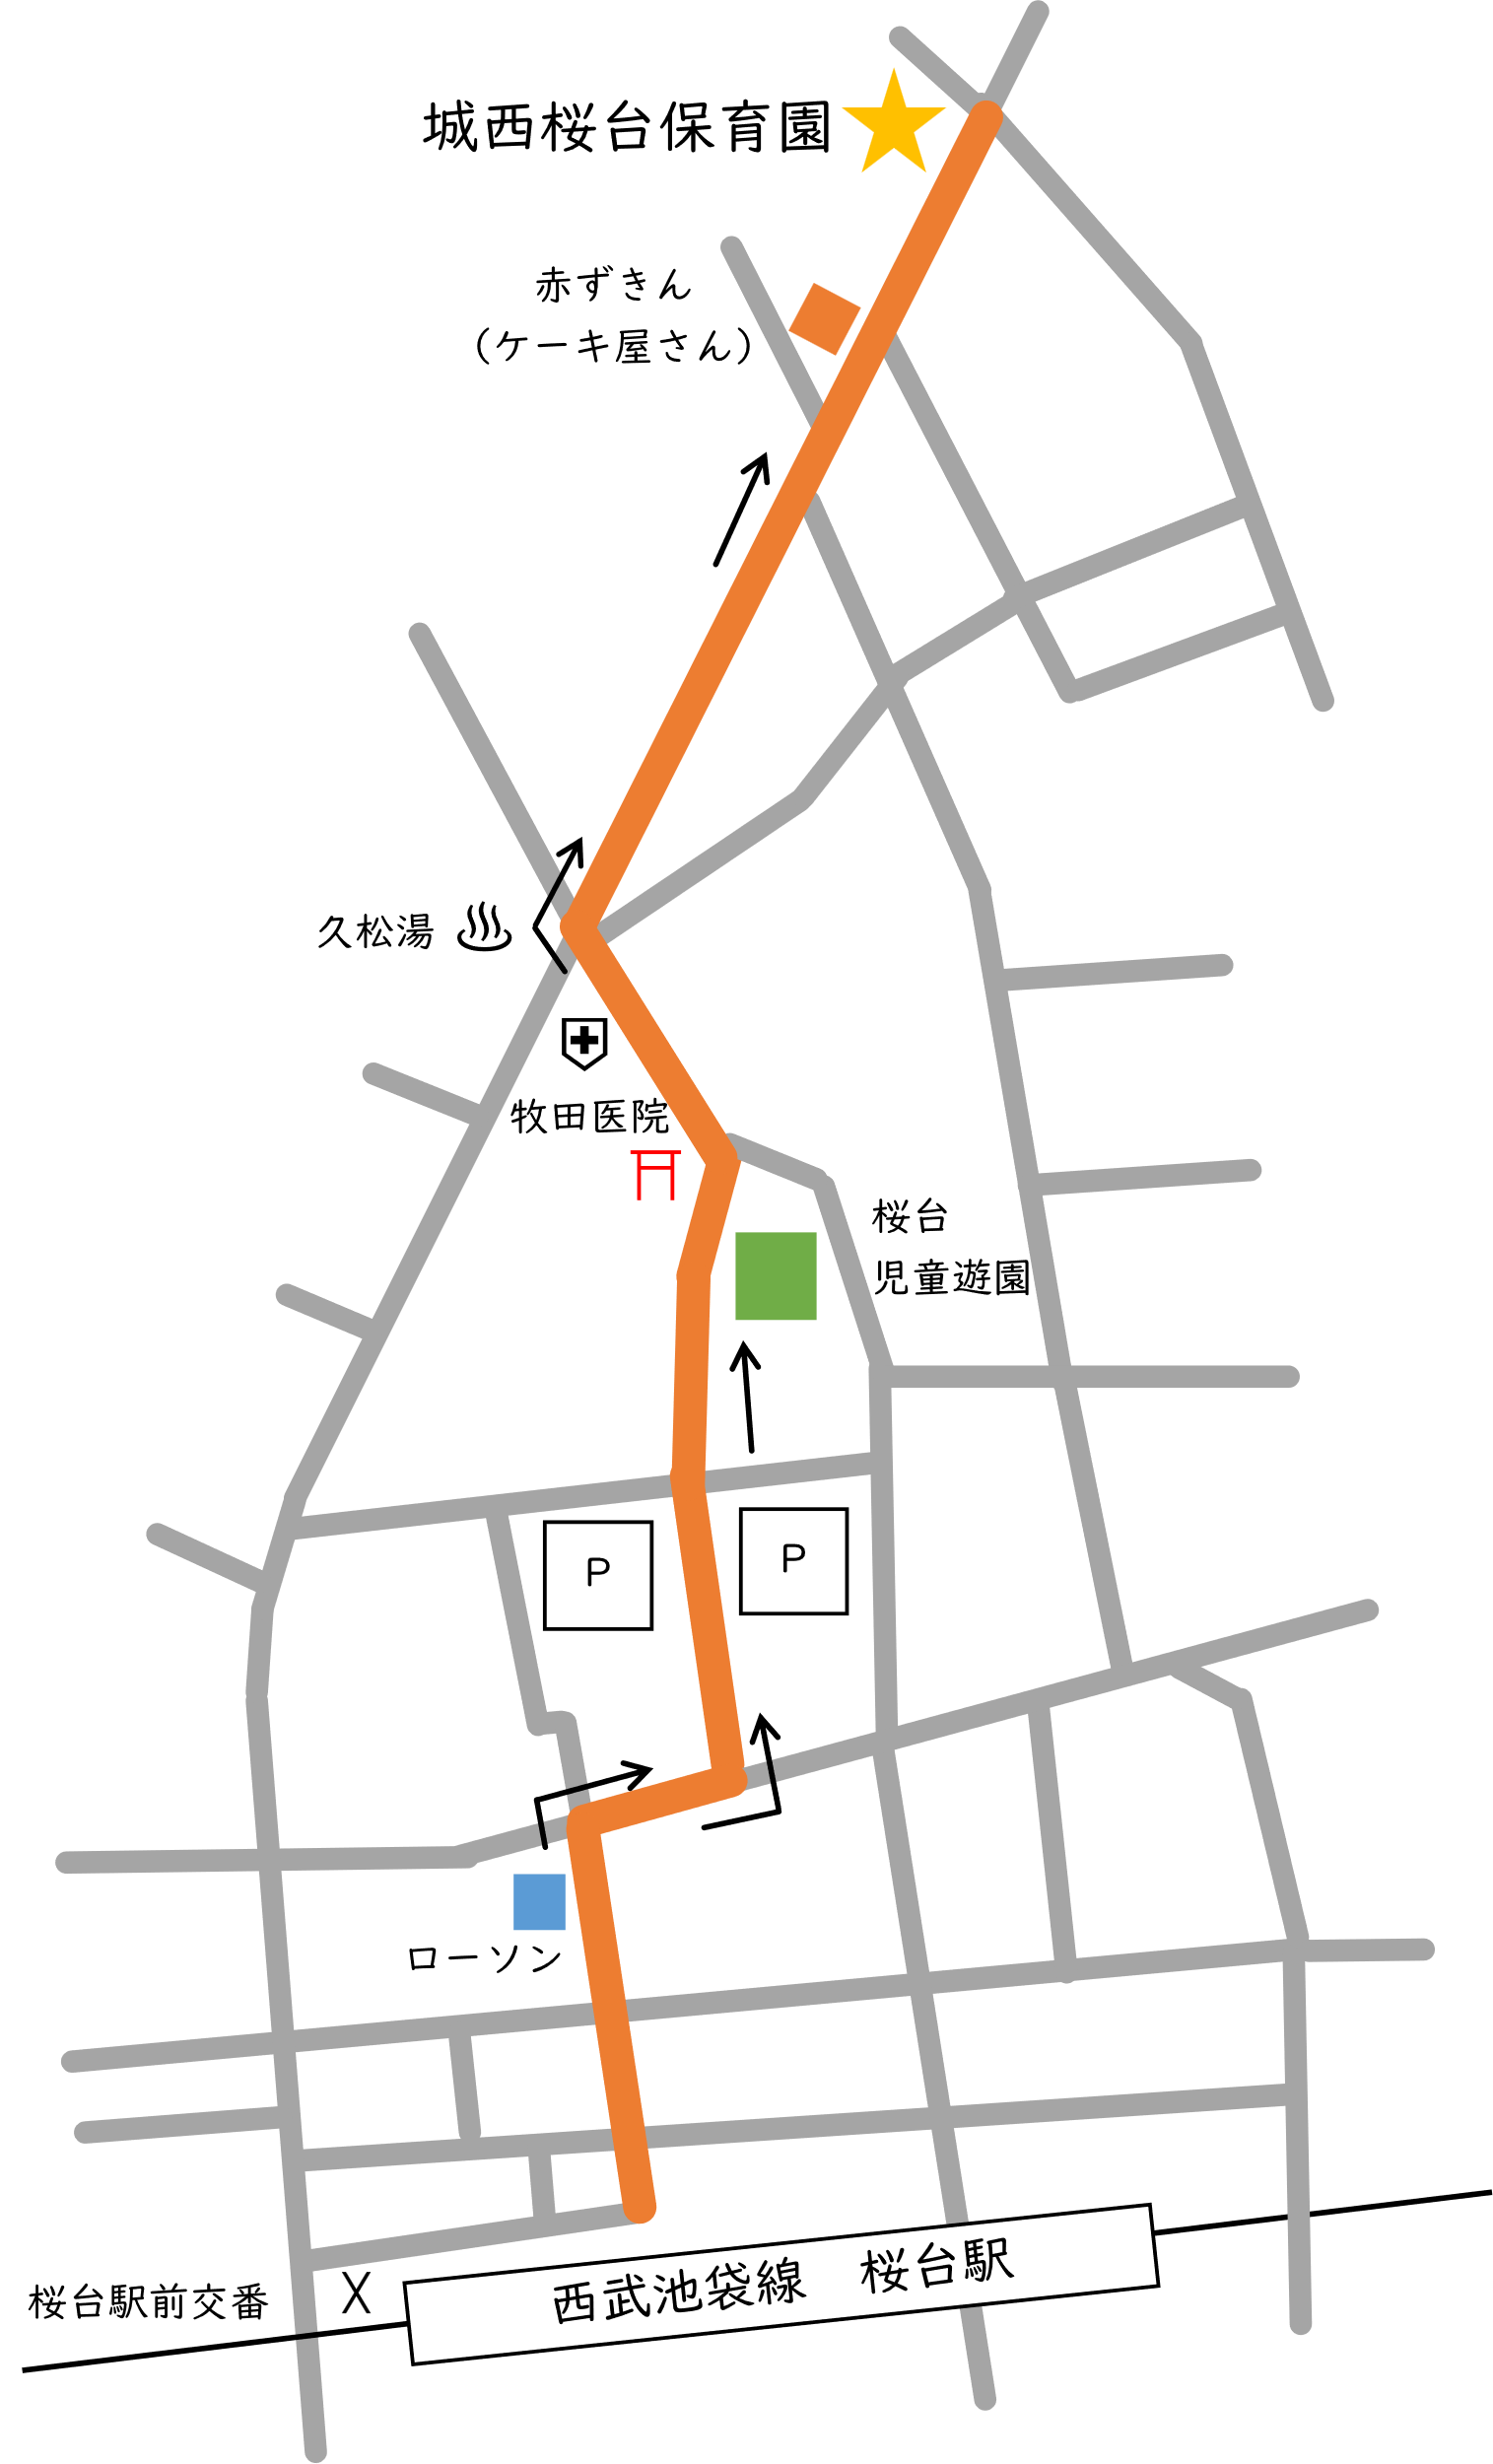 城西桜台保育園
赤ずきん
（ケーキ屋さん）
久松湯
牧田医院
桜台
児童遊園
P
P
ローソン
桜台駅前交番
X
西武池袋線　桜台駅